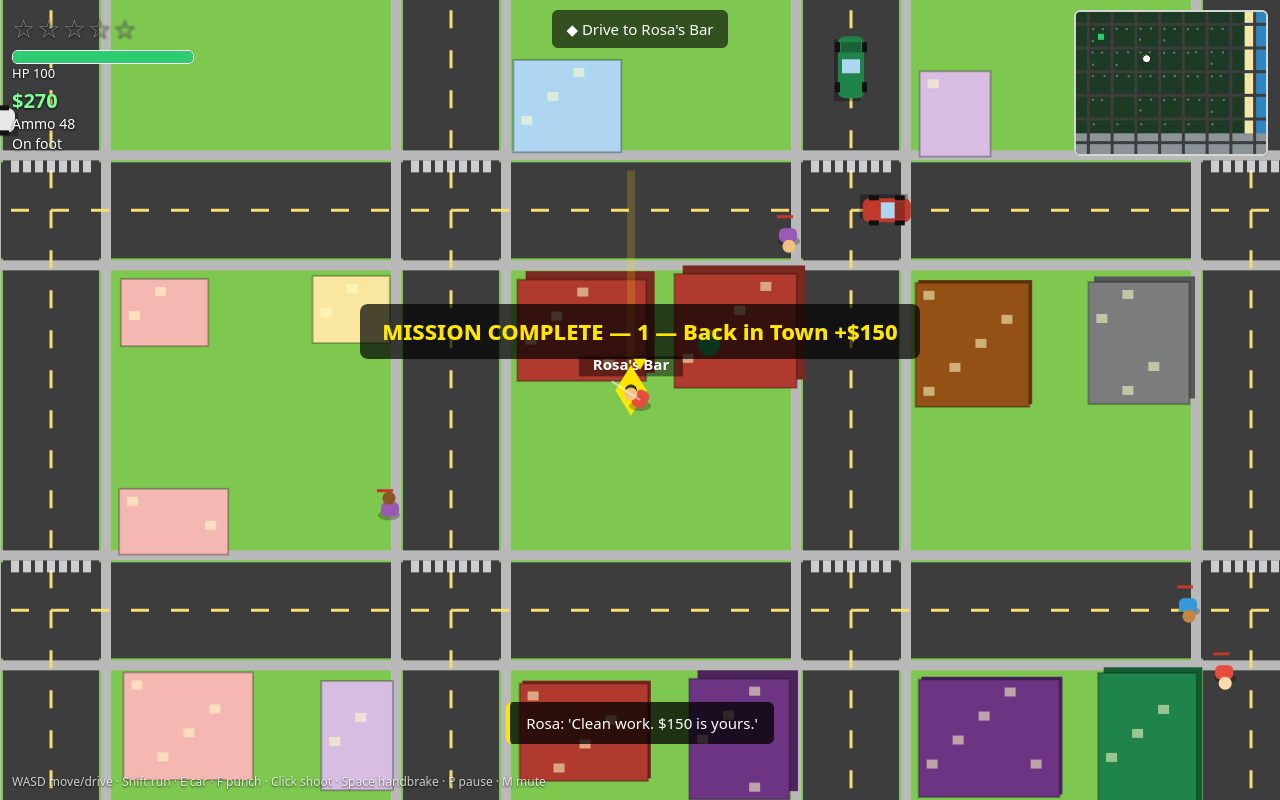 ◆ Drive to Rosa's Bar
HP 100
$270
Ammo 48
On foot
MISSION COMPLETE — 1 — Back in Town +$150
Rosa's Bar
Rosa: 'Clean work. $150 is yours.'
WASD move/drive · Shift run · E car · F punch · Click shoot · Space handbrake · P pause · M mute